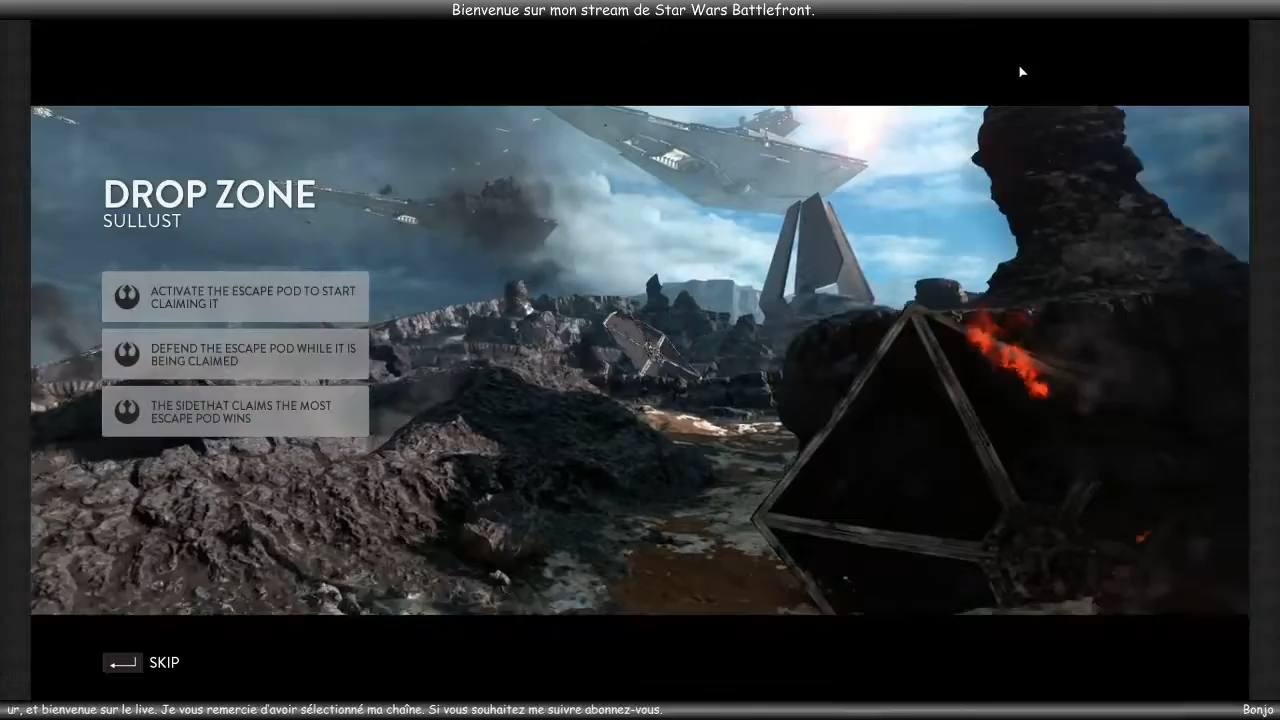 Bienvenue sur mon stream de Star Wars Battlefront.
DROP ZONE
SULLUST
ACTIVATE THE ESCAPE POD TO START
CLAIMING IT
DEFEND THE ESCAPE POD WHILE IT IS
BEING CLAIMED
THE SIDETHAT CLAIMS THE MOST
ESCAPE POD WINS
SKIP
ur, et bienvenue sur le live. Je vous remercie d'avoir sélectionné ma chaîne. Si vous souhaitez me suivre abonnez-vous. Bonjo